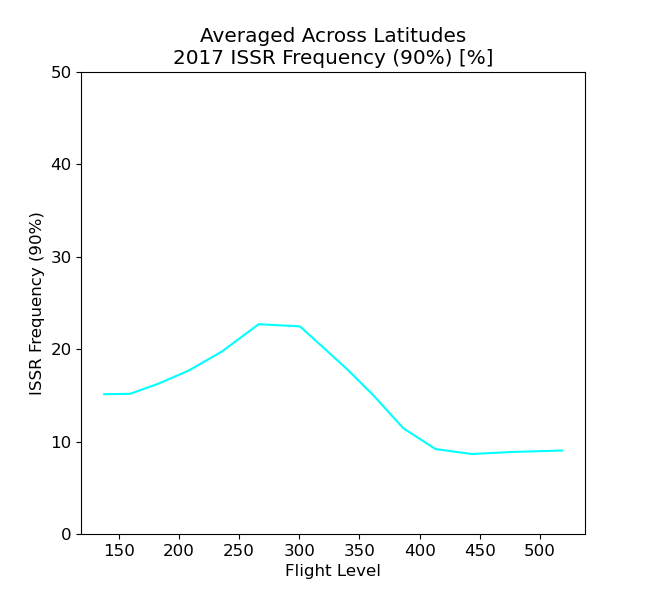 Averaged Across Latitudes
2017 ISSR Frequency (90%) [%]
50
40
30
20
10
0
ISSR Frequency (90%)
150 200 250 300 350 400 450 500
Flight Level